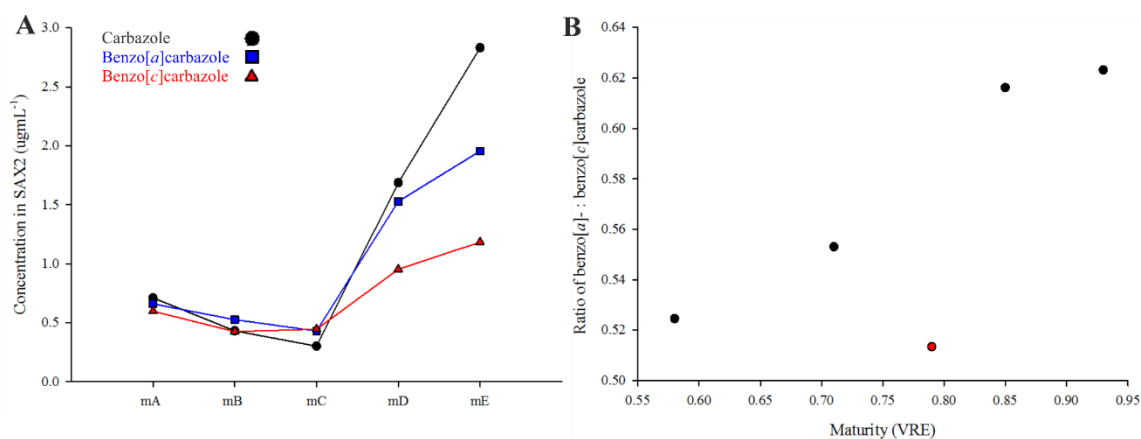 A
Concentration in SAX2 (ugmL⁻¹)
3.0
2.5
2.0
1.5
1.0
0.5
0.0
Carbazole
Benzo[a]carbazole
Benzo[c]carbazole
mA mB mC mD mE
B
Ratio of benzo[a]- : benzo[c]carbazole
0.64
0.62
0.60
0.58
0.56
0.54
0.52
0.50
0.55 0.60 0.65 0.70 0.75 0.80 0.85 0.90 0.95
Maturity (VRE)